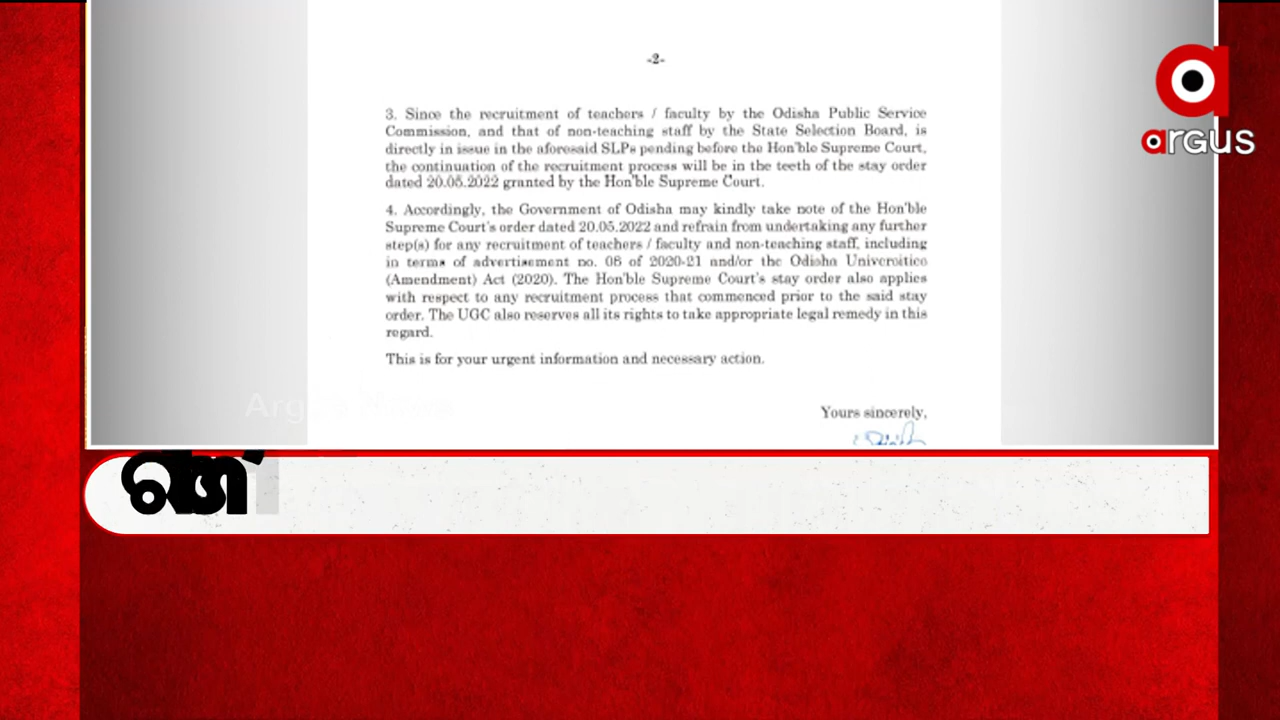 -2-
argus
3. Since the recruitment of teachers / faculty by the Odisha Public Service
Commission, and that of non-teaching staff by the State Selection Board, is
directly in issue in the aforesaid SLPs pending before the Hon'ble Supreme Court,
the continuation of the recruitment process will be in the teeth of the stay order
dated 20.05.2022 granted by the Hon'ble Supreme Court.
4. Accordingly, the Government of Odisha may kindly take note of the Hon'ble
Supreme Court's order dated 20.05.2022 and refrain from undertaking any further
step(s) for any recruitment of teachers / faculty and non-teaching staff, including
in terms of advertisement no. 08 of 2020-21 and/or the Odisha Universities
(Amendment) Act (2020). The Hon'ble Supreme Court's stay order also applies
with respect to any recruitment process that commenced prior to the said stay
order. The UGC also reserves all its rights to take appropriate legal remedy in this
regard.
This is for your urgent information and necessary action.
Argus News
Yours sincerely,